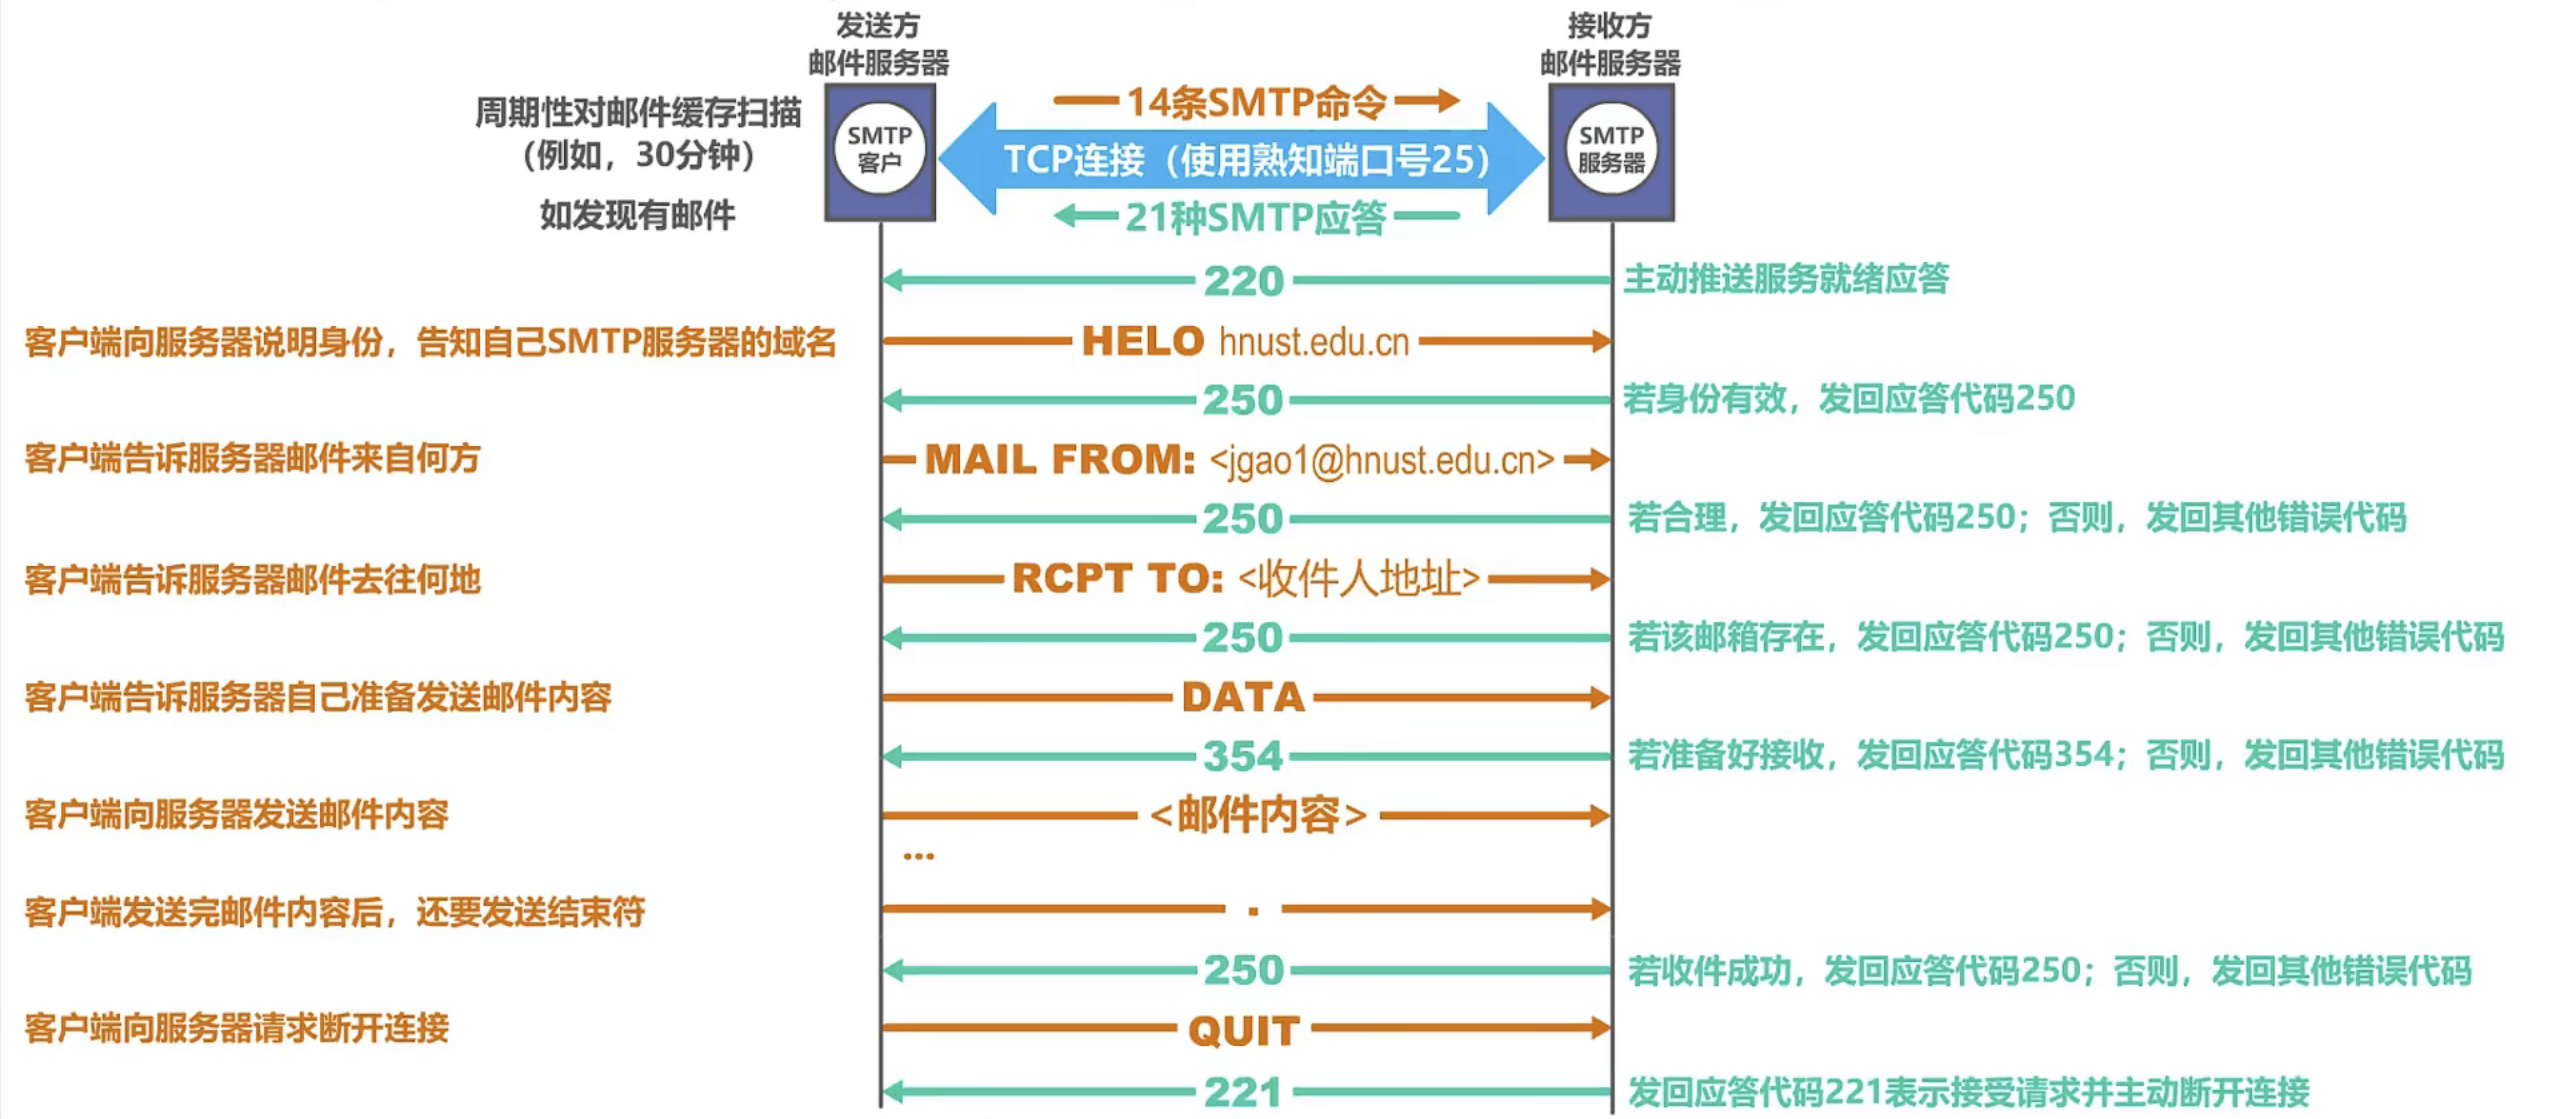 发送方
邮件服务器
接收方
邮件服务器
周期性对邮件缓存扫描
（例如，30分钟）
如发现有邮件
SMTP
客户
14条SMTP命令
TCP连接（使用熟知端口号25）
21种SMTP应答
SMTP
服务器
220
主动推送服务就绪应答
客户端向服务器说明身份，告知自己SMTP服务器的域名
HELO hnust.edu.cn
250
若身份有效，发回应答代码250
客户端告诉服务器邮件来自何方
MAIL FROM: <jgao1@hnust.edu.cn>
250
若合理，发回应答代码250；否则，发回其他错误代码
客户端告诉服务器邮件去往何地
RCPT TO: <收件人地址>
250
若该邮箱存在，发回应答代码250；否则，发回其他错误代码
客户端告诉服务器自己准备发送邮件内容
DATA
354
若准备好接收，发回应答代码354；否则，发回其他错误代码
客户端向服务器发送邮件内容
<邮件内容>
...
客户端发送完邮件内容后，还要发送结束符
.
250
若收件成功，发回应答代码250；否则，发回其他错误代码
客户端向服务器请求断开连接
QUIT
221
发回应答代码221表示接受请求并主动断开连接